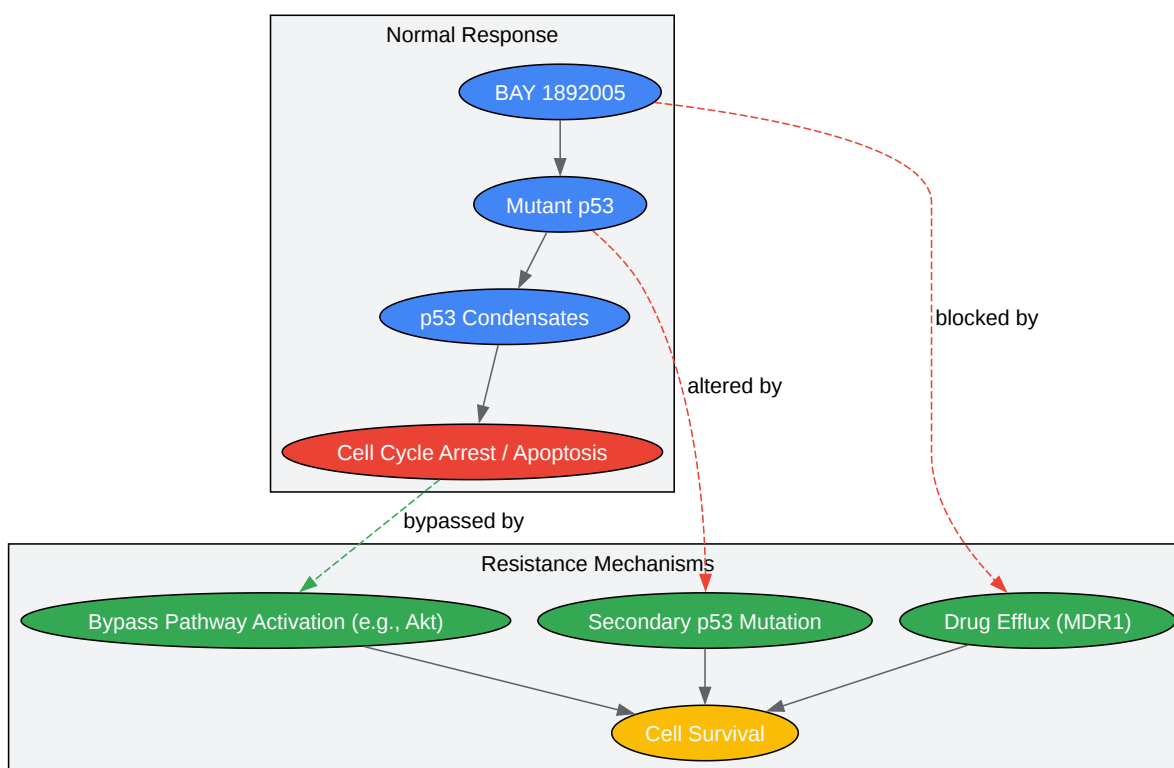 Normal Response
BAY 1892005
Mutant p53
p53 Condensates
blocked by
altered by
Cell Cycle Arrest / Apoptosis
bypassed by
Resistance Mechanisms
Bypass Pathway Activation (e.g., Akt)
Secondary p53 Mutation
Drug Efflux (MDR1)
Cell Survival